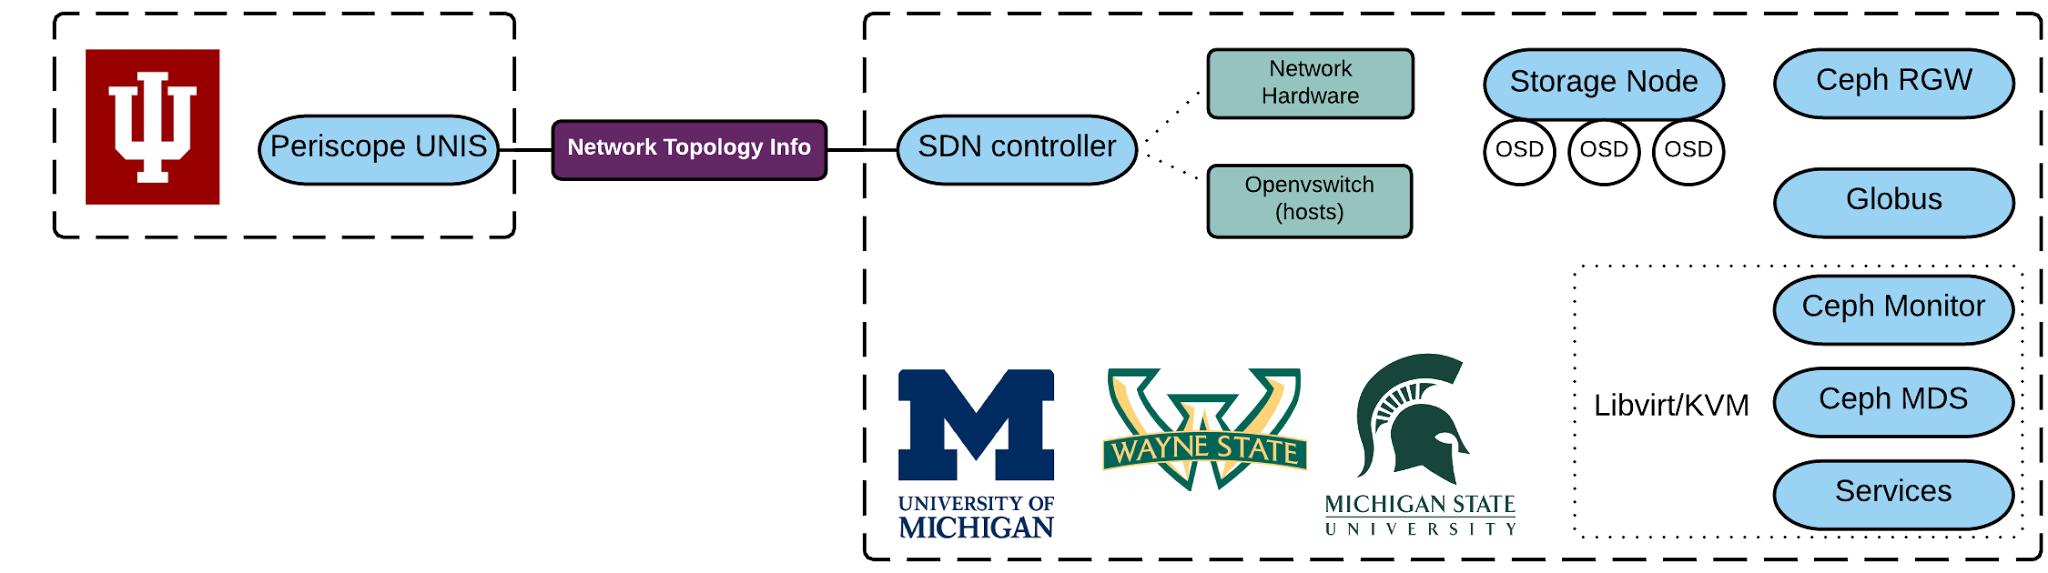 Periscope UNIS
Network Topology Info
SDN controller
Network
Hardware
Openvswitch
(hosts)
Storage Node
OSD
OSD
OSD
Ceph RGW
Globus
Libvirt/KVM
Ceph Monitor
Ceph MDS
Services
UNIVERSITY OF
MICHIGAN
WAYNE STATE
MICHIGAN STATE
UNIVERSITY